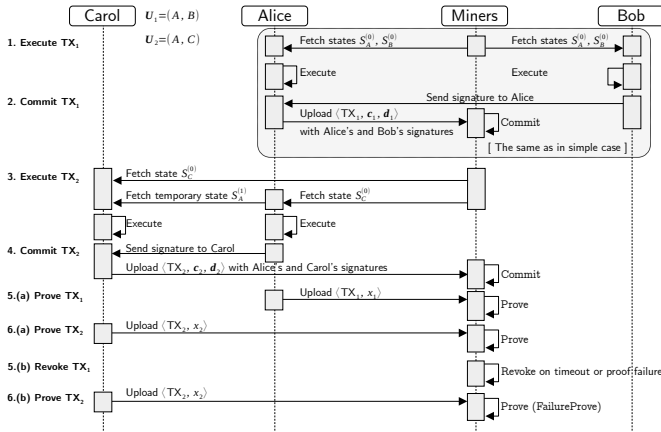 Carol
U₁=(A, B)
U₂=(A, C)
Alice
Miners
Bob
1. Execute TX₁
Fetch states S_A^(0), S_B^(0)
Fetch states S_A^(0), S_B^(0)
Execute
Execute
2. Commit TX₁
Send signature to Alice
Upload ⟨TX₁, c₁, d₁⟩
with Alice's and Bob's signatures
Commit
[ The same as in simple case ]
3. Execute TX₂
Fetch state S_C^(0)
Fetch temporary state S_A^(1)
Fetch state S_C^(0)
Execute
Execute
4. Commit TX₂
Send signature to Carol
Upload ⟨TX₂, c₂, d₂⟩ with Alice's and Carol's signatures
Commit
5.(a) Prove TX₁
Upload ⟨TX₁, x₁⟩
Prove
6.(a) Prove TX₂
Upload ⟨TX₂, x₂⟩
Prove
5.(b) Revoke TX₁
Revoke on timeout or proof failure
6.(b) Prove TX₂
Upload ⟨TX₂, x₂⟩
Prove (FailureProve)